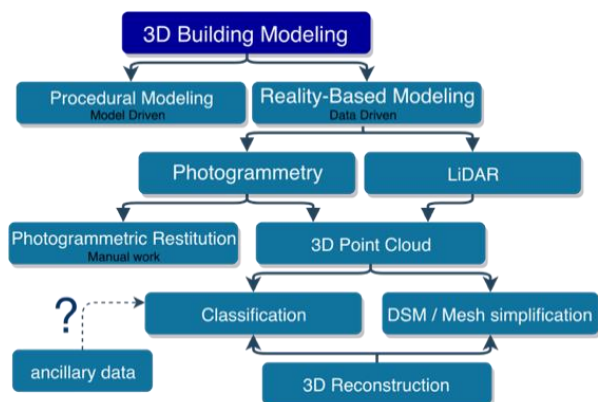 3D Building Modeling
Procedural Modeling
Model Driven
Reality-Based Modeling
Data Driven
Photogrammetry
LiDAR
Photogrammetric Restitution
Manual work
3D Point Cloud
?
Classification
DSM / Mesh simplification
ancillary data
3D Reconstruction